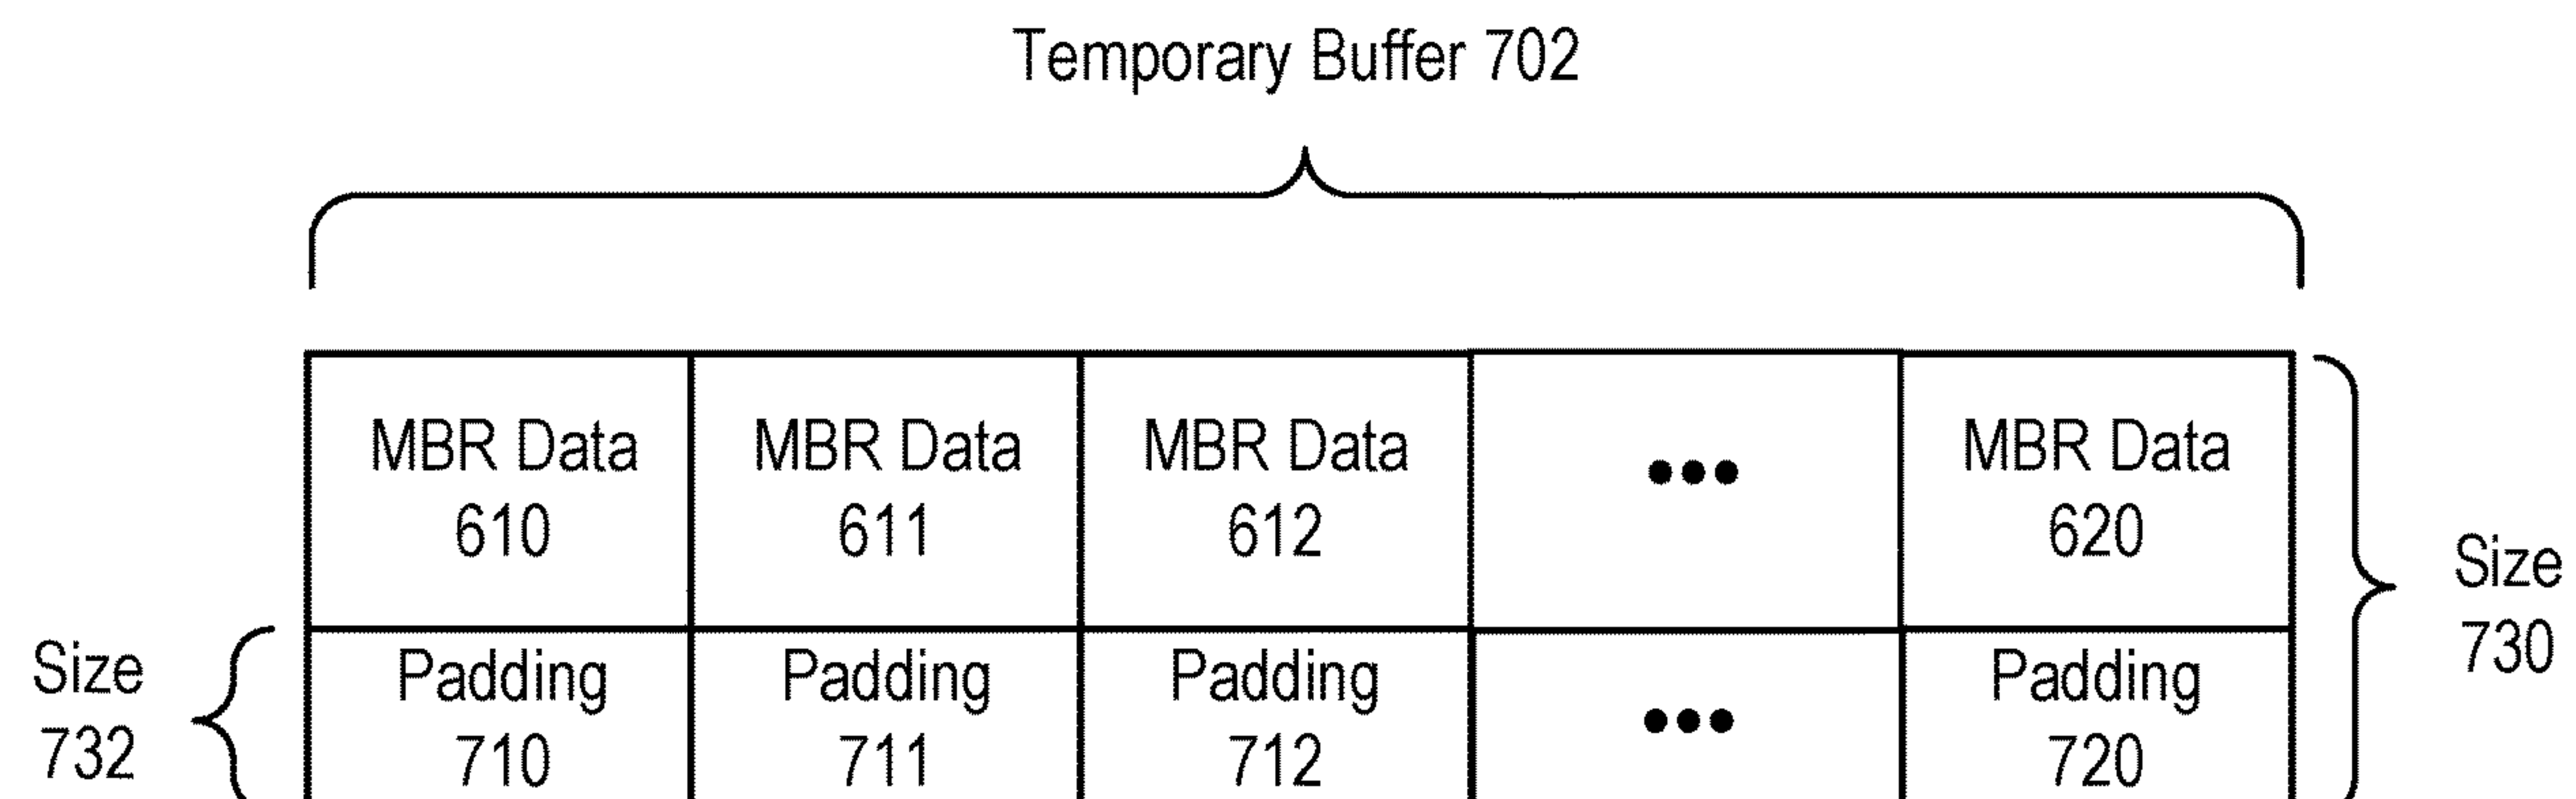 Temporary Buffer 702
MBR Data
610
MBR Data
611
MBR Data
612
•••
MBR Data
620
Size
730
Size
732
Padding
710
Padding
711
Padding
712
•••
Padding
720